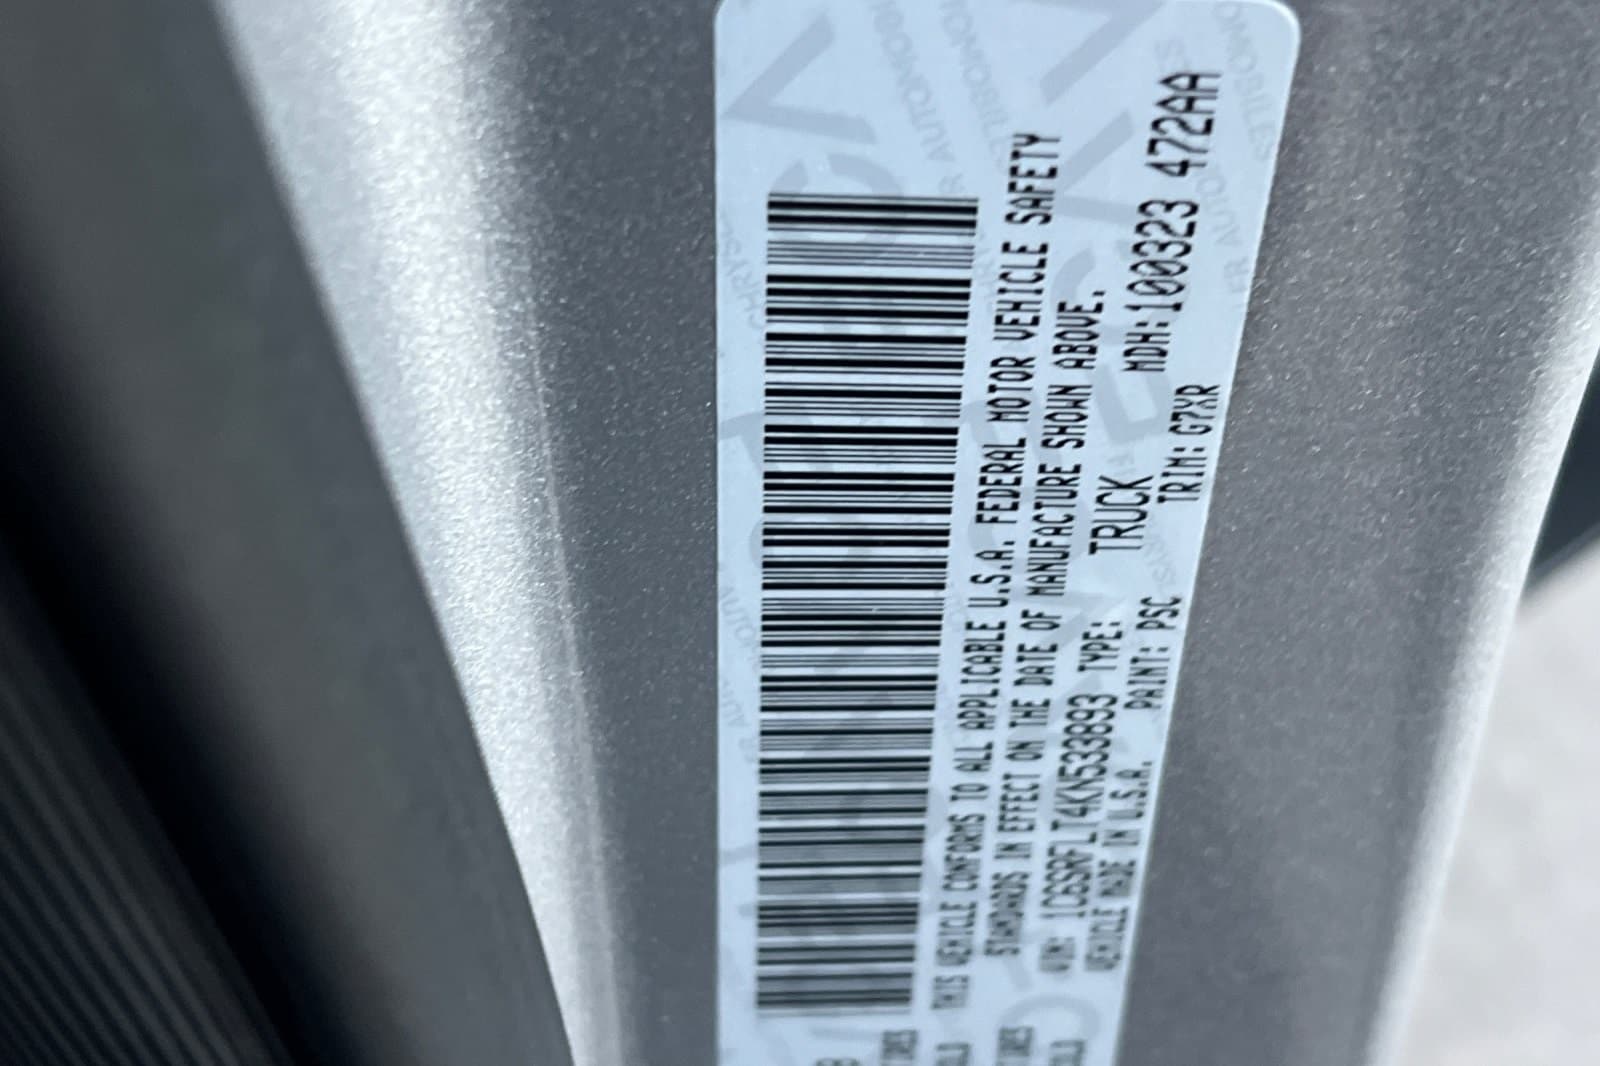 THIS VEHICLE CONFORMS TO ALL APPLICABLE U.S.A. FEDERAL MOTOR VEHICLE SAFETY
STANDARDS IN EFFECT ON THE DATE OF MANUFACTURE SHOWN ABOVE.
VIN: 1C6SRFLT4KN533893 TYPE: TRUCK MDH:100323 472AA
VEHICLE MADE IN U.S.A. PAINT: PSC TRIM: G7XR